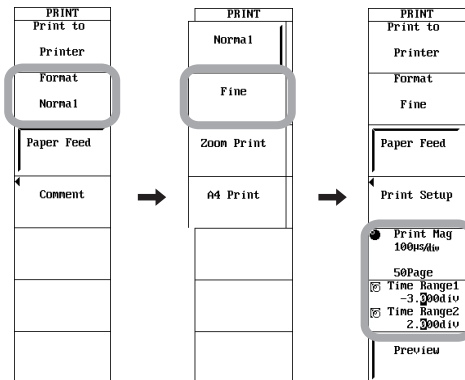 PRINT
Print to
Printer
Format
Normal
Paper Feed
Comment
PRINT
Normal
Fine
Zoom Print
A4 Print
PRINT
Print to
Printer
Format
Fine
Paper Feed
Print Setup
Print Mag
100µs/div
50Page
Time Range1
-3.000div
Time Range2
2.000div
Preview